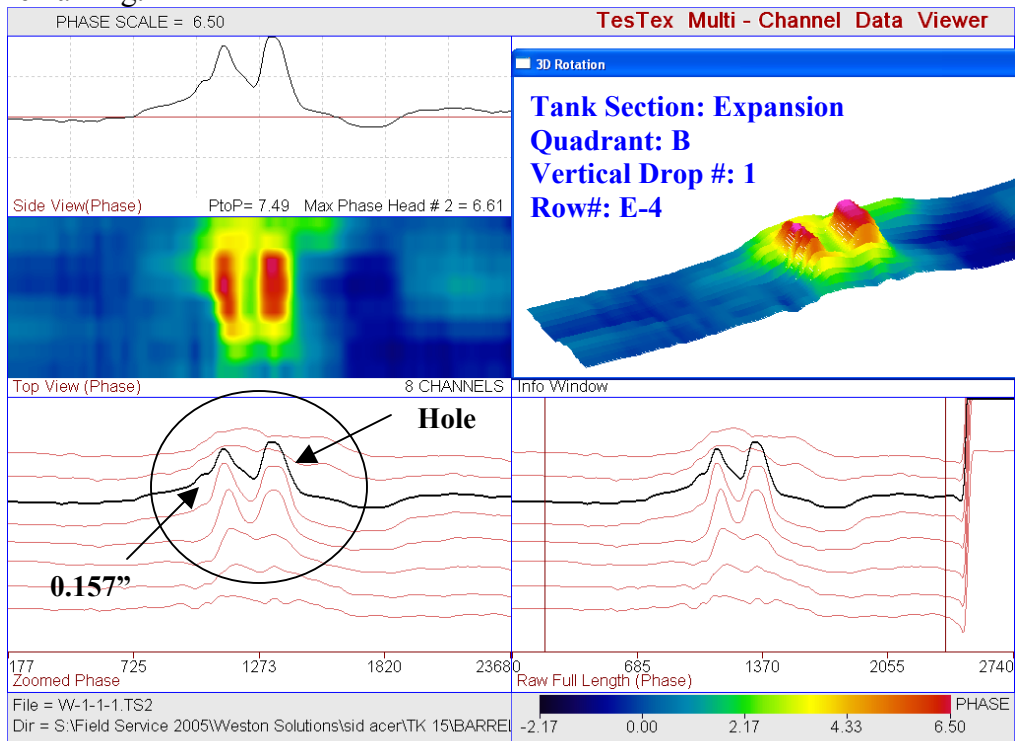 PHASE SCALE = 6.50
TesTex Multi - Channel Data Viewer
3D Rotation
Tank Section: Expansion
Quadrant: B
Vertical Drop #: 1
Row#: E-4
Side View(Phase) PtoP= 7.49 Max Phase Head # 2 = 6.61
Top View (Phase) 8 CHANNELS
Info Window
Hole
0.157”
177 725 1273 1820 2368
Zoomed Phase
0 685 1370 2055 2740
Raw Full Length (Phase)
File = W-1-1-1.TS2
Dir = S:\Field Service 2005\Weston Solutions\sid acer\TK 15\BARREL
PHASE
-2.17 0.00 2.17 4.33 6.50